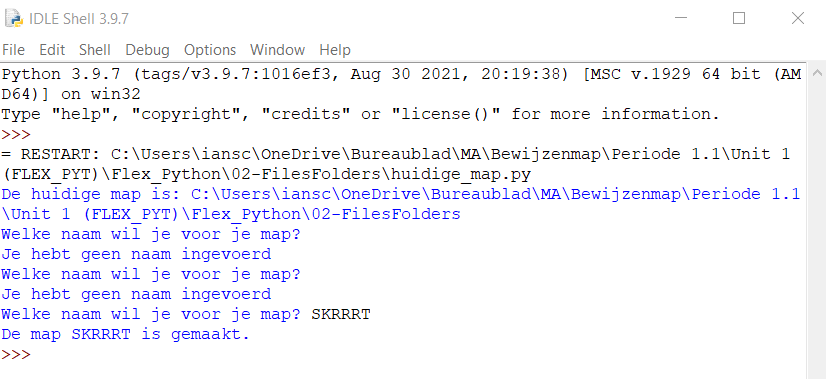 IDLE Shell 3.9.7
File Edit Shell Debug Options Window Help
Python 3.9.7 (tags/v3.9.7:1016ef3, Aug 30 2021, 20:19:38) [MSC v.1929 64 bit (AM
D64)] on win32
Type "help", "copyright", "credits" or "license()" for more information.
>>>
= RESTART: C:\Users\iansc\OneDrive\Bureaublad\MA\Bewijzenmap\Periode 1.1\Unit 1
(FLEX_PYT)\Flex_Python\02-FilesFolders\huidige_map.py
De huidige map is: C:\Users\iansc\OneDrive\Bureaublad\MA\Bewijzenmap\Periode 1.1
\Unit 1 (FLEX_PYT)\Flex_Python\02-FilesFolders
Welke naam wil je voor je map?
Je hebt geen naam ingevoerd
Welke naam wil je voor je map?
Je hebt geen naam ingevoerd
Welke naam wil je voor je map? SKRRRT
De map SKRRRT is gemaakt.
>>>